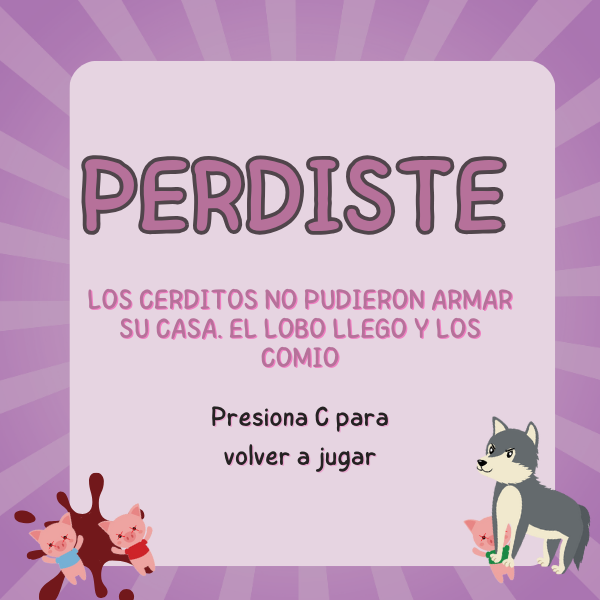 PERDISTE
LOS CERDITOS NO PUDIERON ARMAR
SU CASA. EL LOBO LLEGO Y LOS
COMIO
Presiona C para
volver a jugar